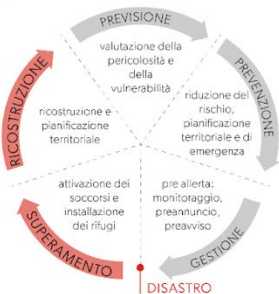 PREVISIONE
valutazione della
pericolosità e
della
vulnerabilità
PREVENZIONE
riduzione del
rischio,
pianificazione
territoriale e di
emergenza
GESTIONE
pre allerta:
monitoraggio,
preannuncio,
preavviso
DISASTRO
SUPERAMENTO
attivazione dei
soccorsi e
installazione
dei rifugi
RICOSTRUZIONE
ricostruzione e
pianificazione
territoriale